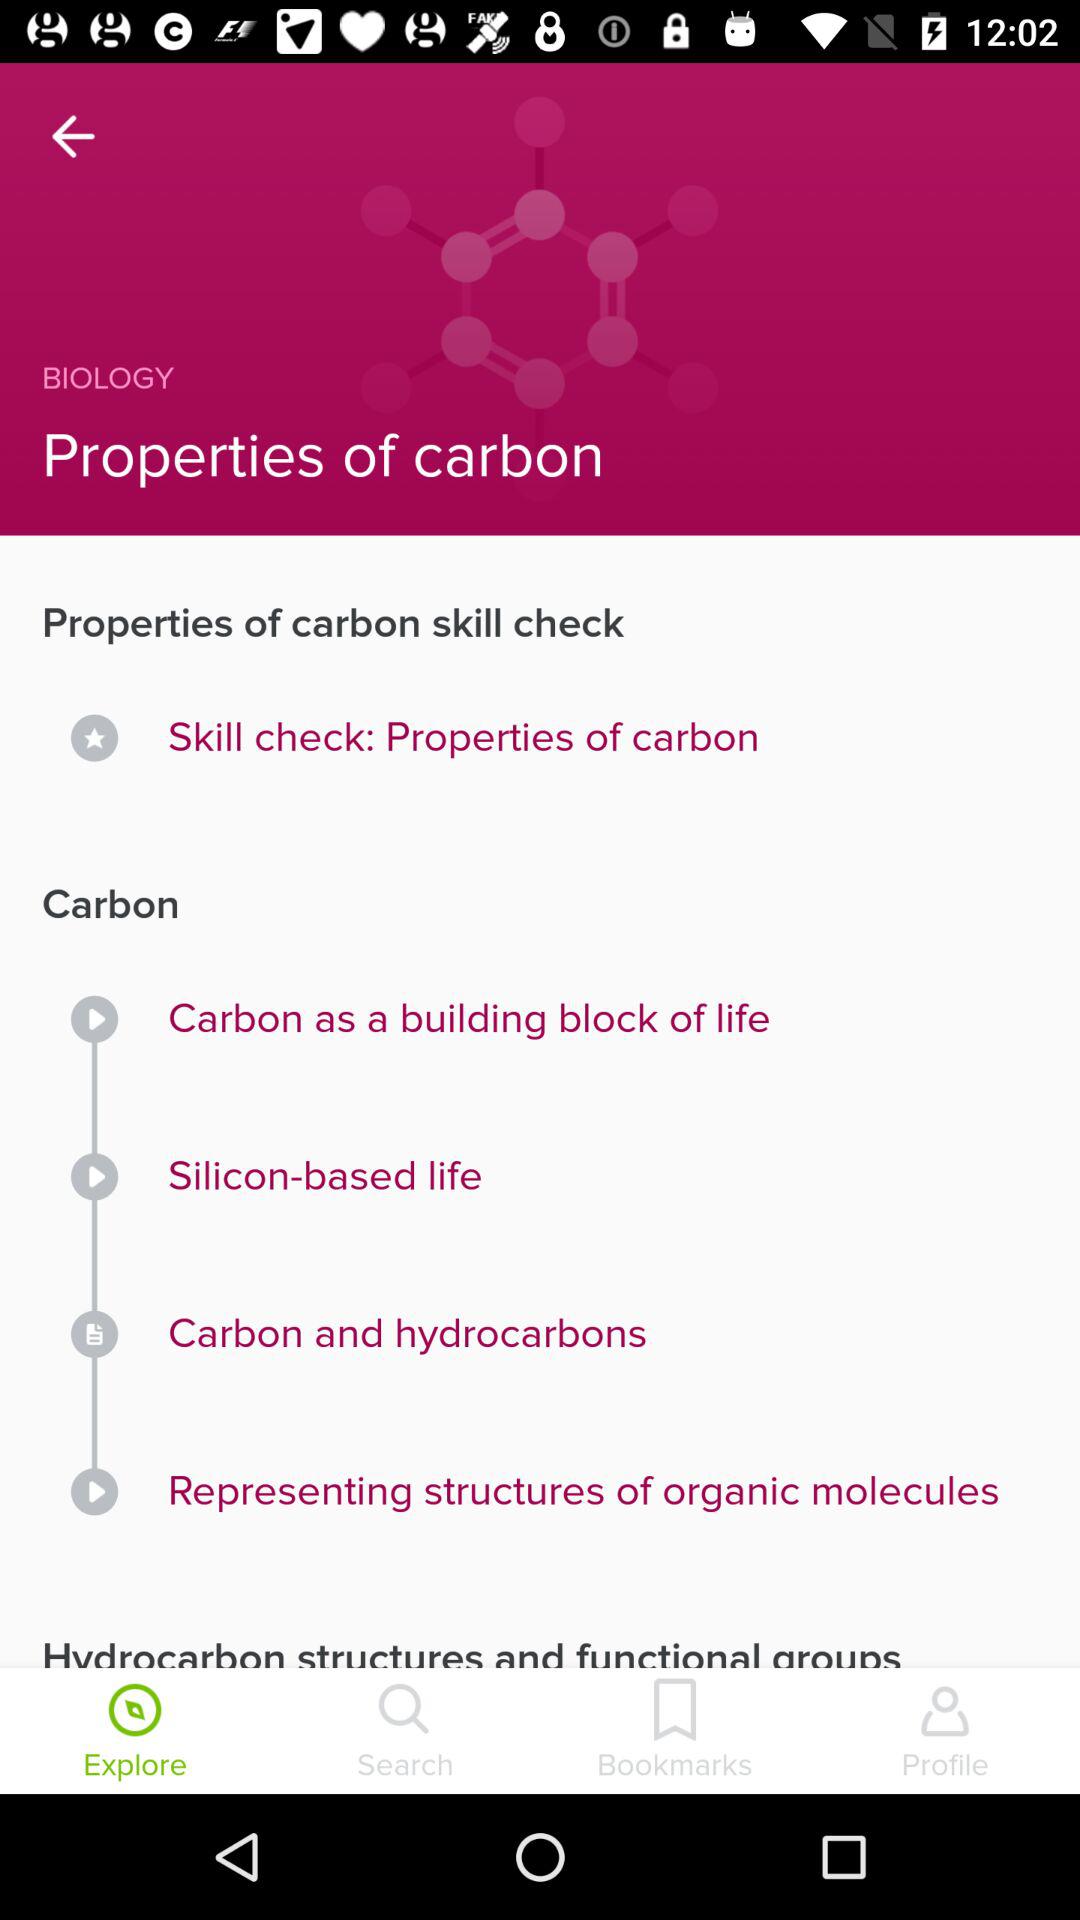 FAKE
12:02
BIOLOGY
Properties of carbon
Properties of carbon skill check
Skill check: Properties of carbon
Carbon
Carbon as a building block of life
Silicon-based life
Carbon and hydrocarbons
Representing structures of organic molecules
Hydrocarbon structures and functional groups
Explore
Search
Bookmarks
Profile